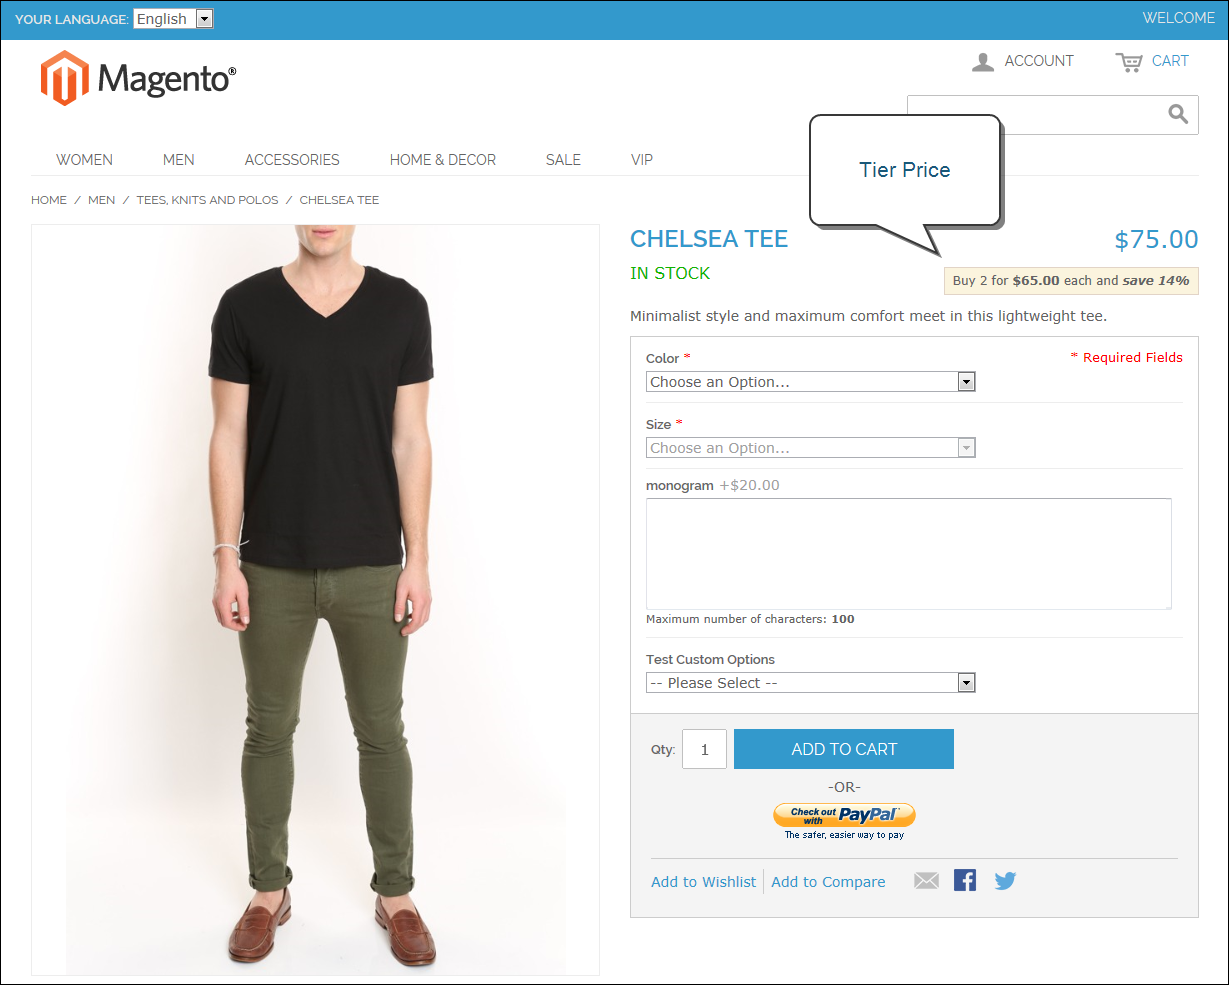 YOUR LANGUAGE: English
WELCOME
Magento®
ACCOUNT
CART
Tier Price
WOMEN MEN ACCESSORIES HOME & DECOR SALE VIP
HOME / MEN / TEES, KNITS AND POLOS / CHELSEA TEE
CHELSEA TEE
$75.00
IN STOCK
Buy 2 for $65.00 each and save 14%
Minimalist style and maximum comfort meet in this lightweight tee.
Color *
* Required Fields
Choose an Option...
Size *
Choose an Option...
monogram +$20.00
Maximum number of characters: 100
Test Custom Options
-- Please Select --
Qty: 1 ADD TO CART
-OR-
Check out
with PayPal
The safer, easier way to pay
Add to Wishlist Add to Compare